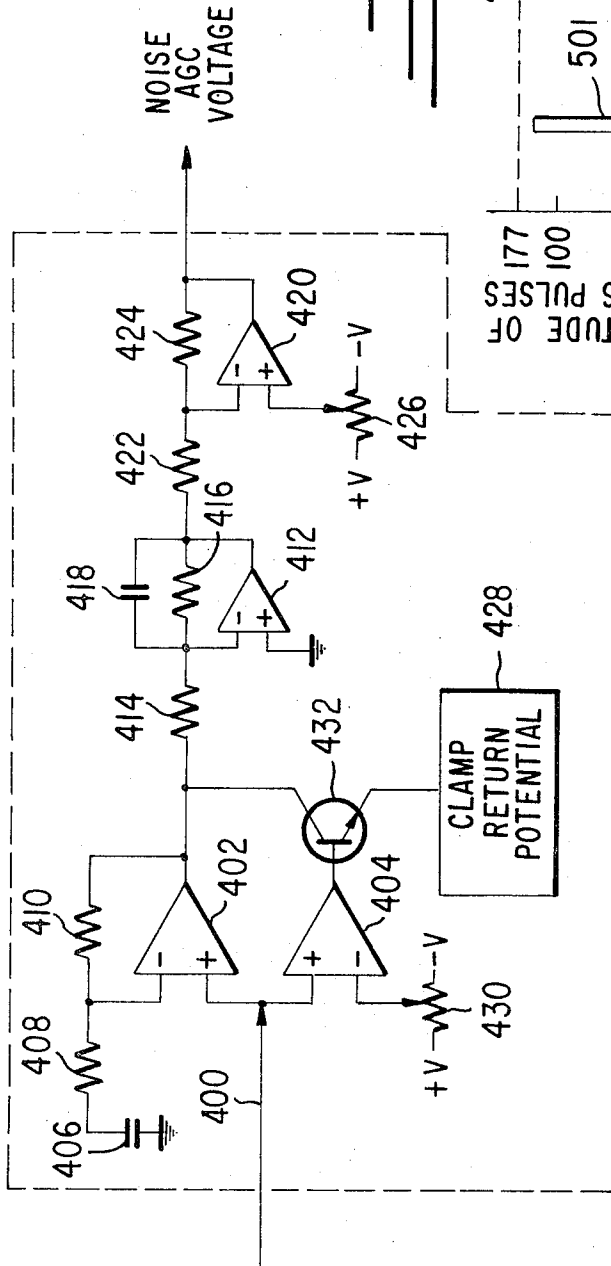 NOISE
AGC
VOLTAGE
410
408
406
402
400
404
+V
-V
430
432
CLAMP
RETURN
POTENTIAL
428
414
418
416
412
422
424
420
+V
-V
426
-
+
+
-
-
+
-
+
177
100
TUDE OF
S PULSES
501